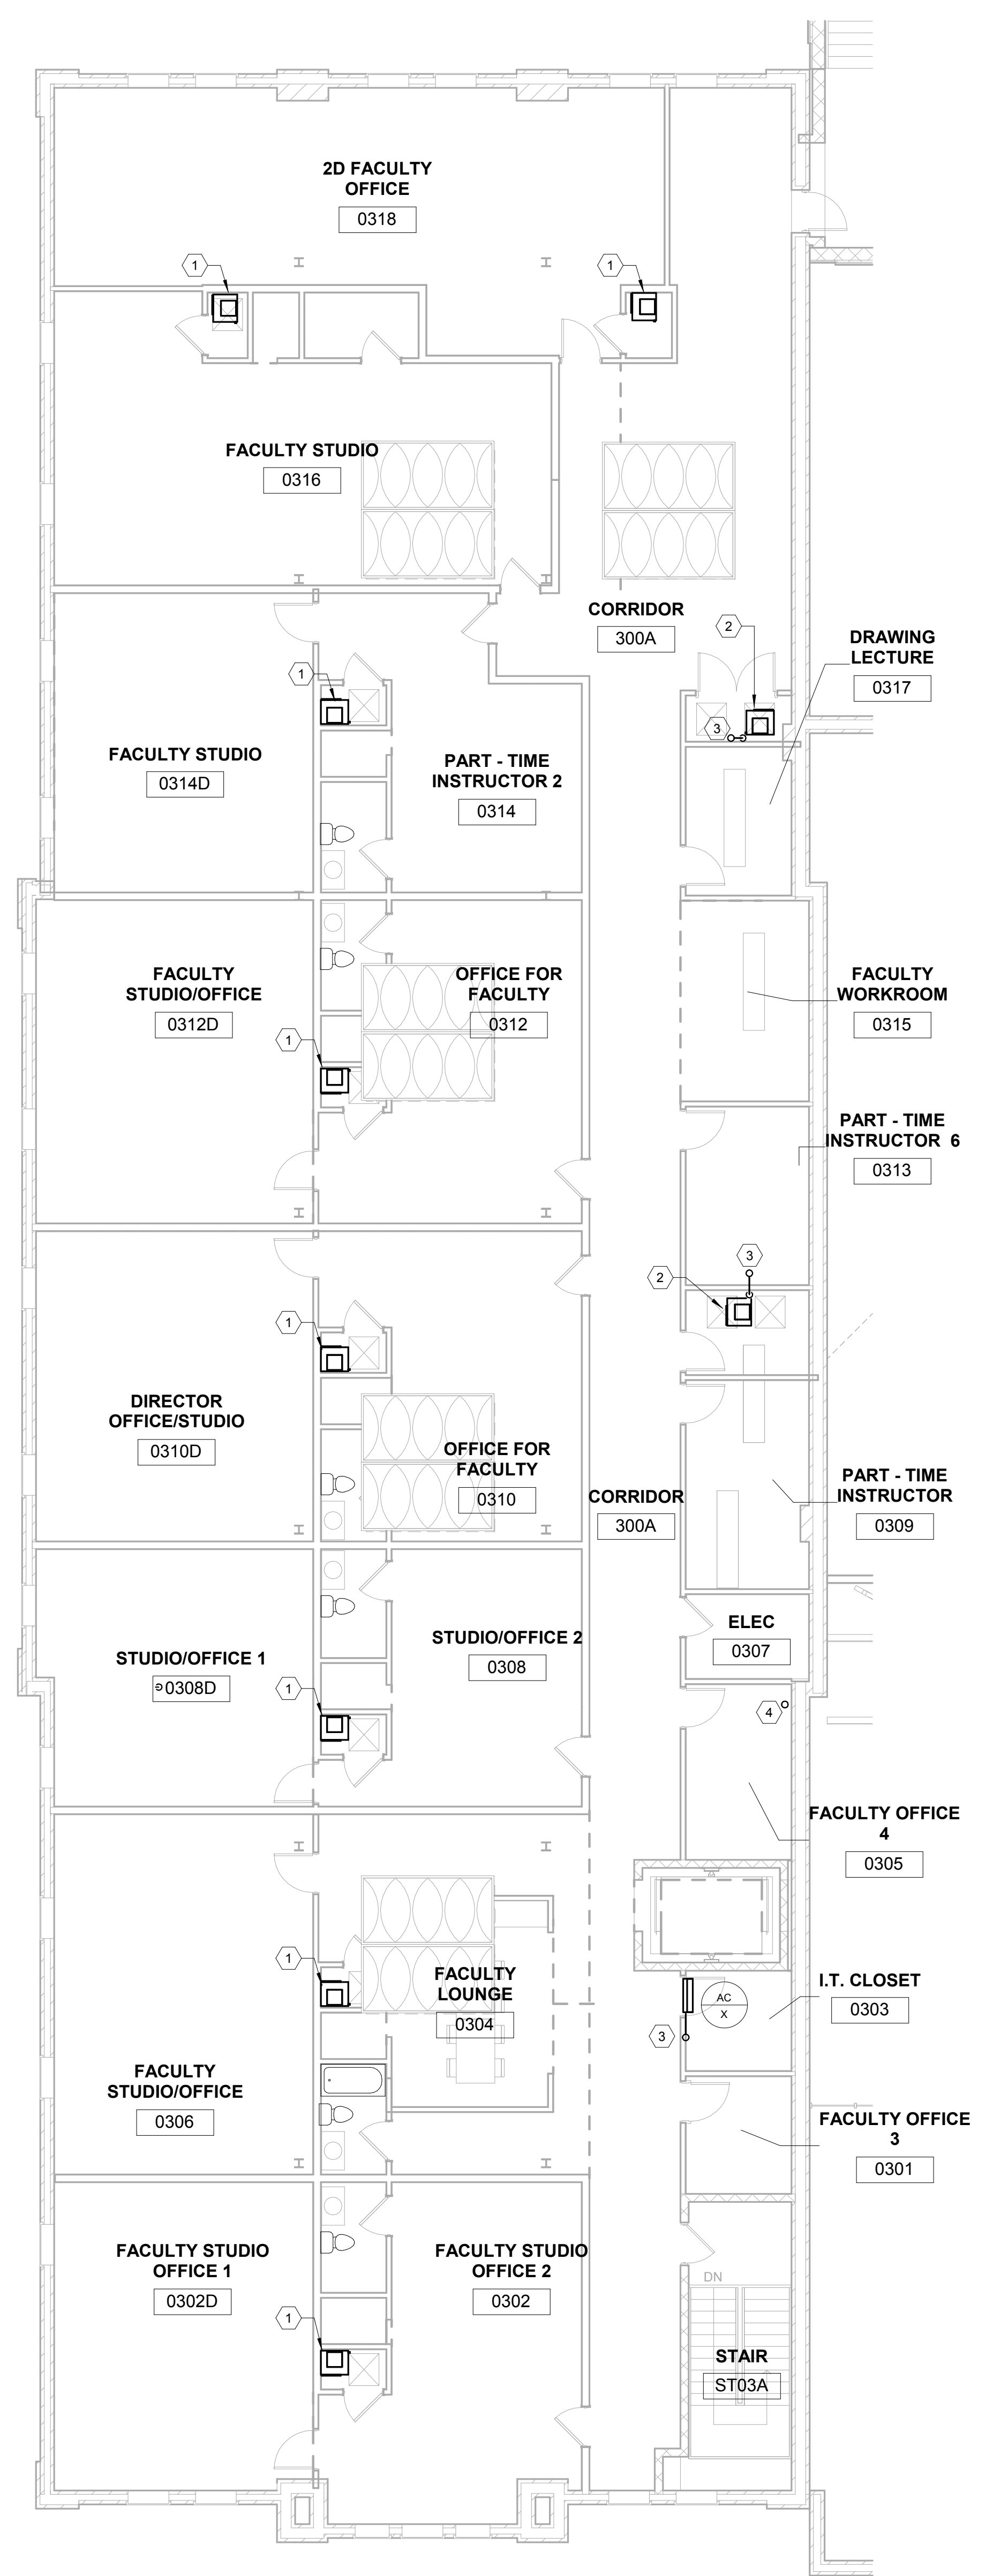 2D FACULTY
OFFICE
0318
1
1
FACULTY STUDIO
0316
CORRIDOR
300A
2
DRAWING
LECTURE
0317
1
3
FACULTY STUDIO
0314D
PART - TIME
INSTRUCTOR 2
0314
FACULTY
STUDIO/OFFICE
0312D
OFFICE FOR
FACULTY
0312
FACULTY
WORKROOM
0315
1
PART - TIME
INSTRUCTOR 6
0313
3
2
1
DIRECTOR
OFFICE/STUDIO
0310D
OFFICE FOR
FACULTY
0310
CORRIDOR
300A
PART - TIME
INSTRUCTOR
0309
ELEC
0307
STUDIO/OFFICE 1
0308D
STUDIO/OFFICE 2
0308
1
4
FACULTY OFFICE
4
0305
1
FACULTY
LOUNGE
0304
AC
X
I.T. CLOSET
0303
3
FACULTY
STUDIO/OFFICE
0306
FACULTY OFFICE
3
0301
FACULTY STUDIO
OFFICE 1
0302D
FACULTY STUDIO
OFFICE 2
0302
DN
1
STAIR
ST03A